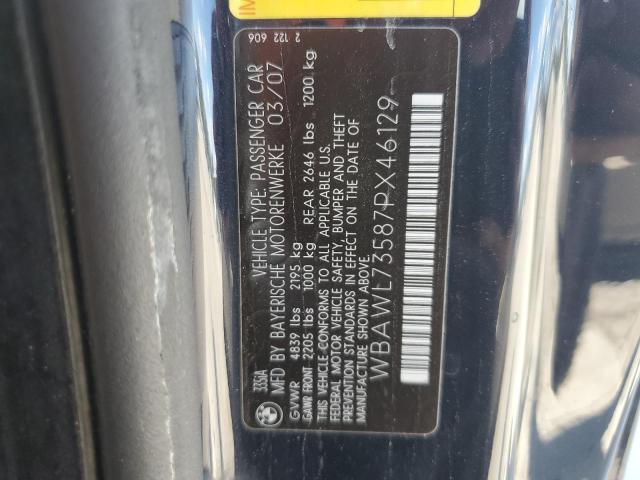 IM
2 122 606
335iA VEHICLE TYPE: PASSENGER CAR
MFD BY BAYERISCHE MOTORENWERKE 03/07
GVWR 4839 lbs 2195 kg
GAWR FRONT 2205 lbs 1000 kg REAR 2646 lbs 1200 kg
THIS VEHICLE CONFORMS TO ALL APPLICABLE U.S.
FEDERAL MOTOR VEHICLE SAFETY, BUMPER AND THEFT
PREVENTION STANDARDS IN EFFECT ON THE DATE OF
MANUFACTURE SHOWN ABOVE.
WBAWL73587PX46129